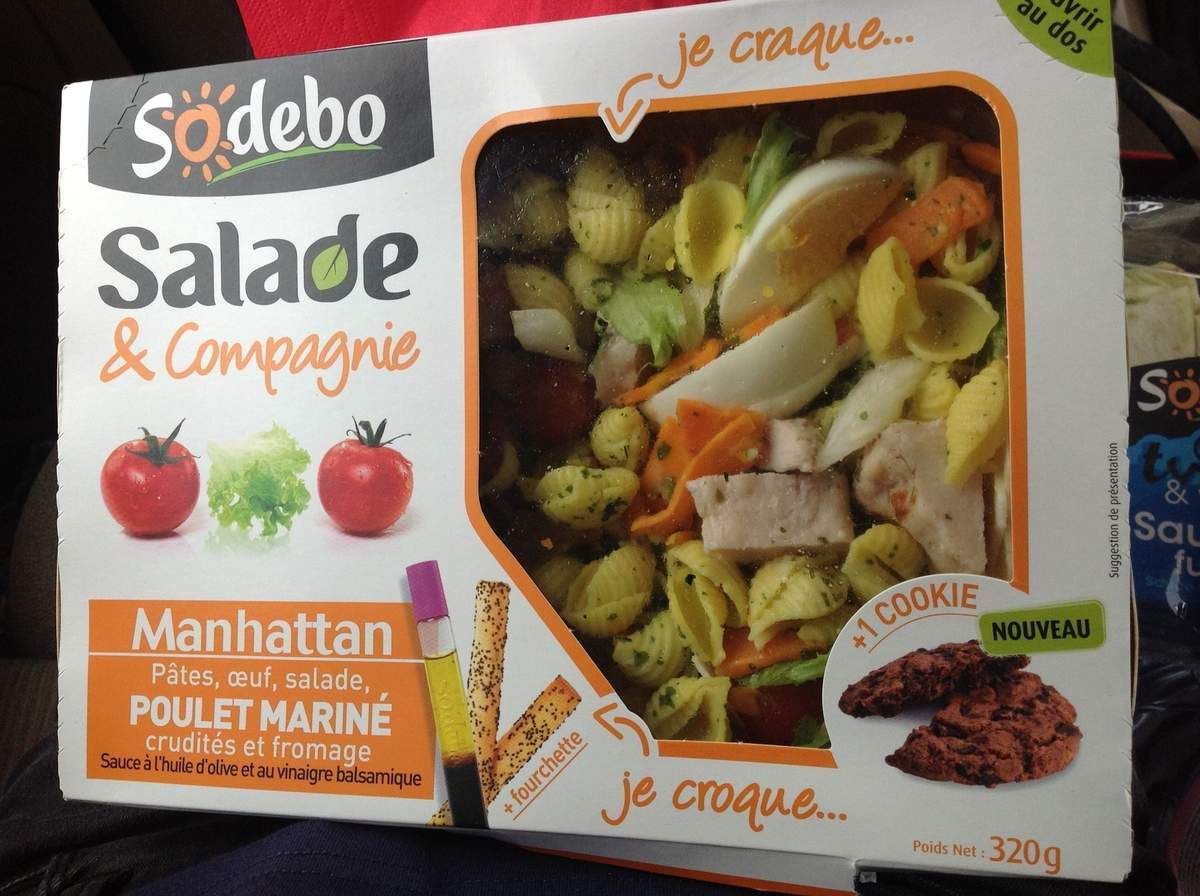 Sodebo
Salade
& Compagnie
je craque...
au dos
Manhattan
Pâtes, œuf, salade,
POULET MARINÉ
crudités et fromage
Sauce à l'huile d'olive et au vinaigre balsamique
+ fourchette
je croque...
+1 COOKIE
NOUVEAU
Suggestion de présentation
Poids Net : 320g
&